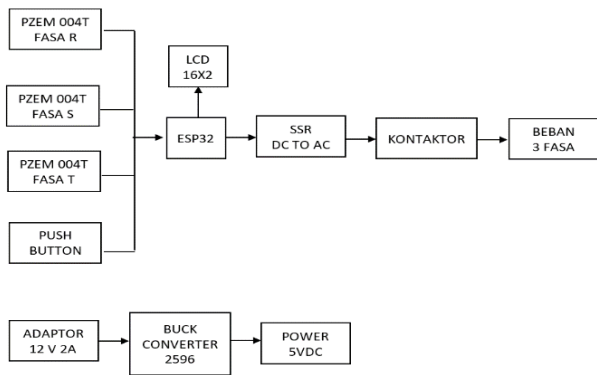 PZEM 004T
FASA R
PZEM 004T
FASA S
PZEM 004T
FASA T
PUSH
BUTTON
LCD
16X2
ESP32
SSR
DC TO AC
KONTAKTOR
BEBAN
3 FASA
ADAPTOR
12 V 2A
BUCK
CONVERTER
2596
POWER
5VDC